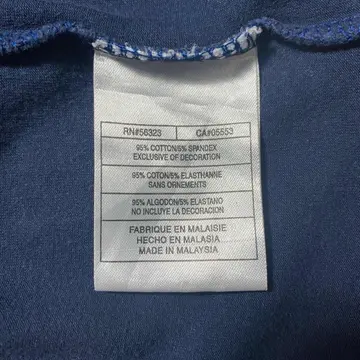 RN#56323 CA#05553
95% COTTON/5% SPANDEX
EXCLUSIVE OF DECORATION
95% COTON/5% ELASTHANNE
SANS ORNEMENTS
95% ALGODON/5% ELASTANO
NO INCLUYE LA DECORACION
FABRIQUE EN MALAISIE
HECHO EN MALASIA
MADE IN MALAYSIA